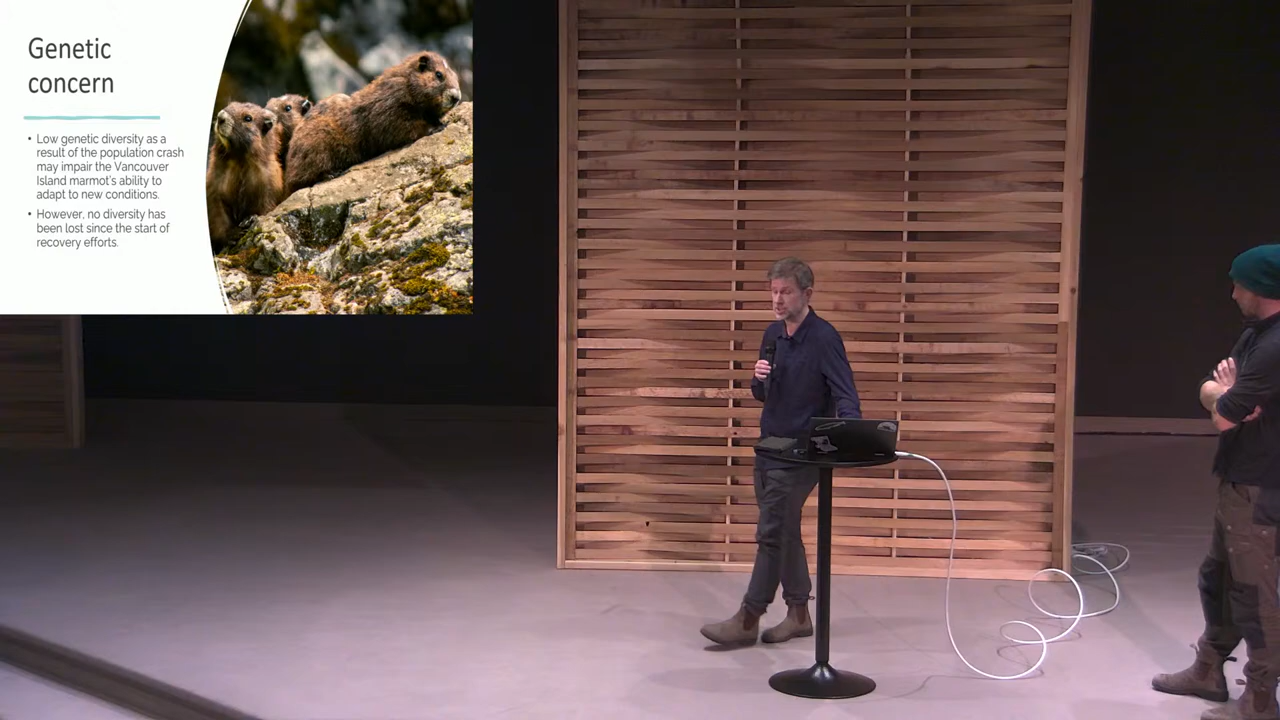 Genetic
concern
• Low genetic diversity as a
result of the population crash
may impair the Vancouver
Island marmot's ability to
adapt to new conditions.
• However, no diversity has
been lost since the start of
recovery efforts.